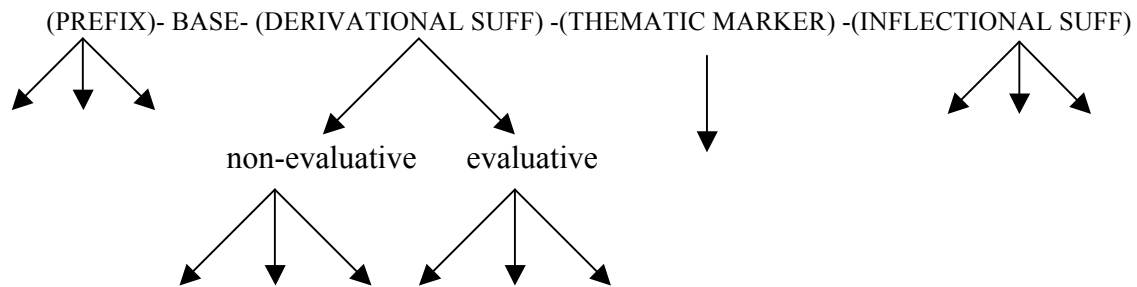 (PREFIX)- BASE- (DERIVATIONAL SUFF) -(THEMATIC MARKER) -(INFLECTIONAL SUFF)
non-evaluative evaluative